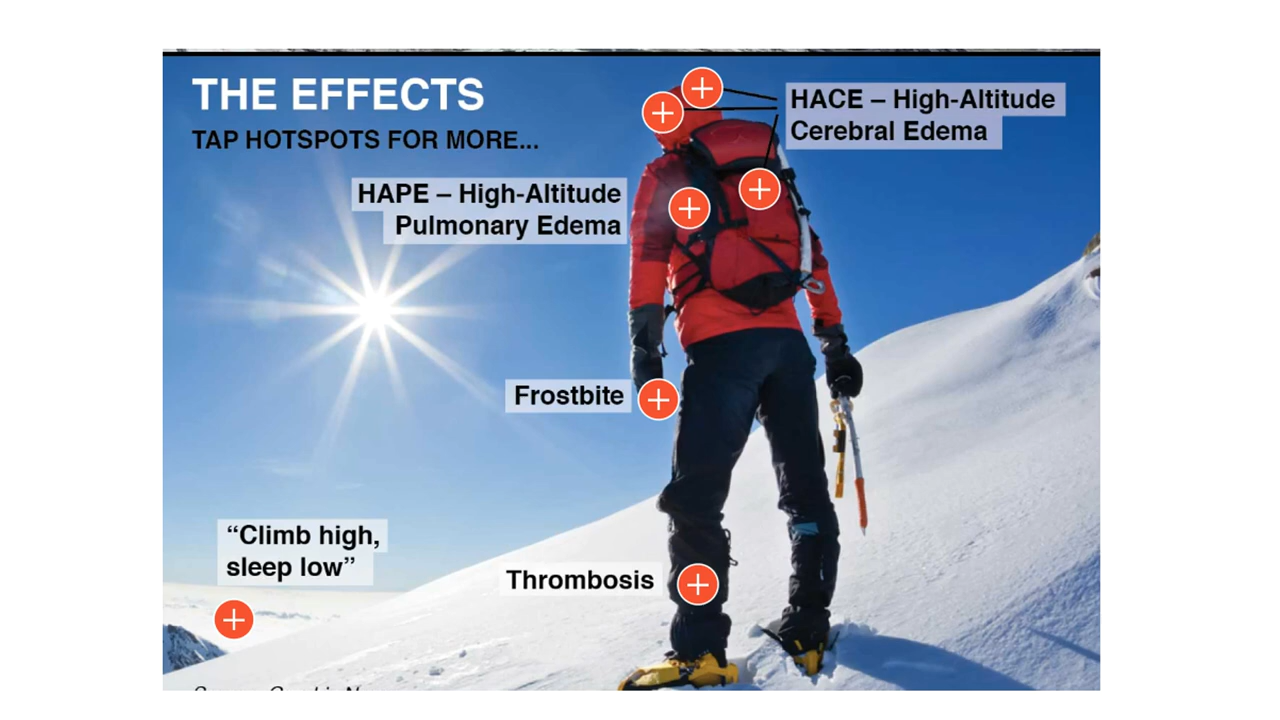 THE EFFECTS
TAP HOTSPOTS FOR MORE...
HACE – High-Altitude
Cerebral Edema
HAPE – High-Altitude
Pulmonary Edema
Frostbite
“Climb high,
sleep low”
Thrombosis